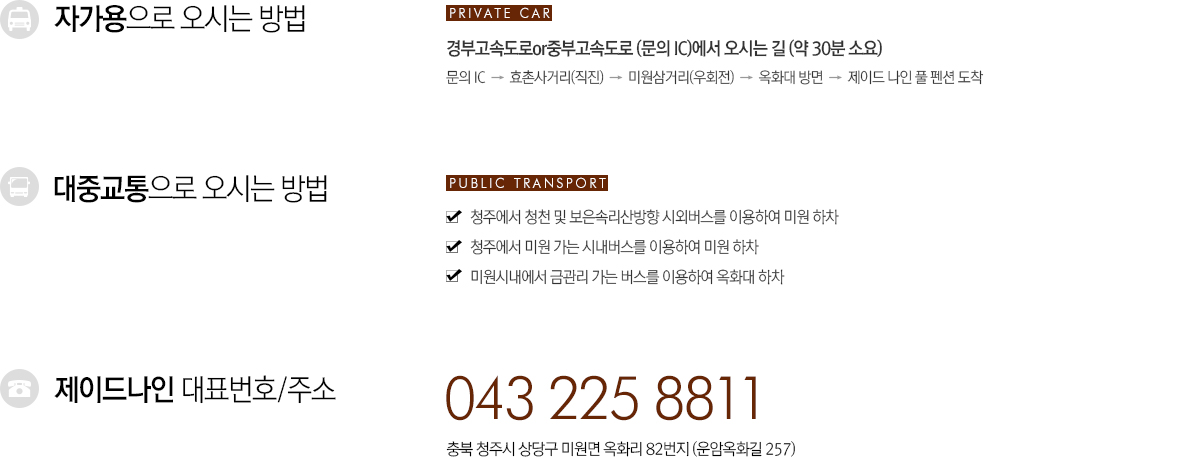 자가용으로 오시는 방법
PRIVATE CAR
경부고속도로or중부고속도로 (문의 IC)에서 오시는 길 (약 30분 소요)
문의 IC → 효촌사거리(직진) → 미원삼거리(우회전) → 옥화대 방면 → 제이드 나인 풀 펜션 도착
대중교통으로 오시는 방법
PUBLIC TRANSPORT
청주에서 청천 및 보은속리산방향 시외버스를 이용하여 미원 하차
청주에서 미원 가는 시내버스를 이용하여 미원 하차
미원시내에서 금관리 가는 버스를 이용하여 옥화대 하차
제이드나인 대표번호/주소
043 225 8811
충북 청주시 상당구 미원면 옥화리 82번지 (운암옥화길 257)